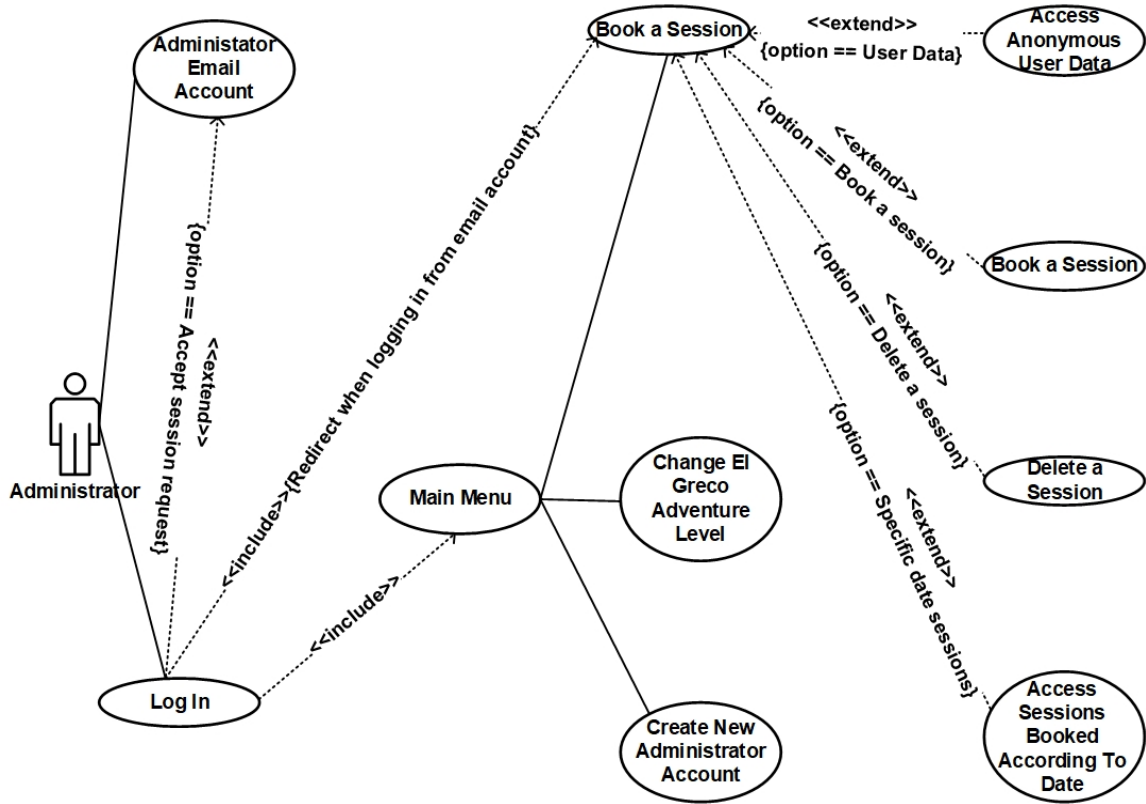 Administator
Email
Account
Book a Session
<<extend>>
{option == User Data}
Access
Anonymous
User Data
<<extend>>
{option == Book a session}
Book a Session
<<extend>>
{option == Delete a session}
Delete a
Session
<<extend>>
{option == Specific date sessions}
Access
Sessions
Booked
According To
Date
{option == Accept session request}
<<extend>>
<<include>>{Redirect when logging in from email account}
Administrator
Main Menu
Change El
Greco
Adventure
Level
<<include>>
Log In
Create New
Administrator
Account